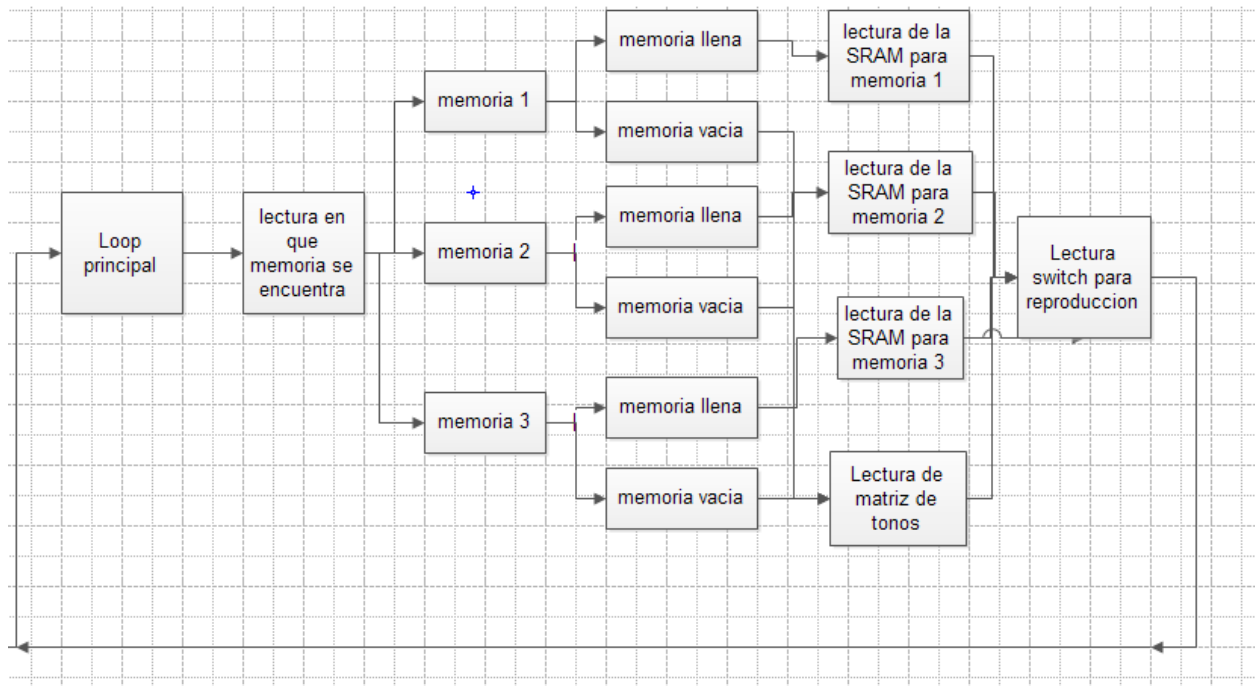 Loop
principal
lectura en
que
memoria se
encuentra
memoria 1
memoria 2
memoria 3
memoria llena
memoria vacia
memoria llena
memoria vacia
memoria llena
memoria vacia
lectura de la
SRAM para
memoria 1
lectura de la
SRAM para
memoria 2
lectura de la
SRAM para
memoria 3
Lectura de
matriz de
tonos
Lectura
switch para
reproduccion